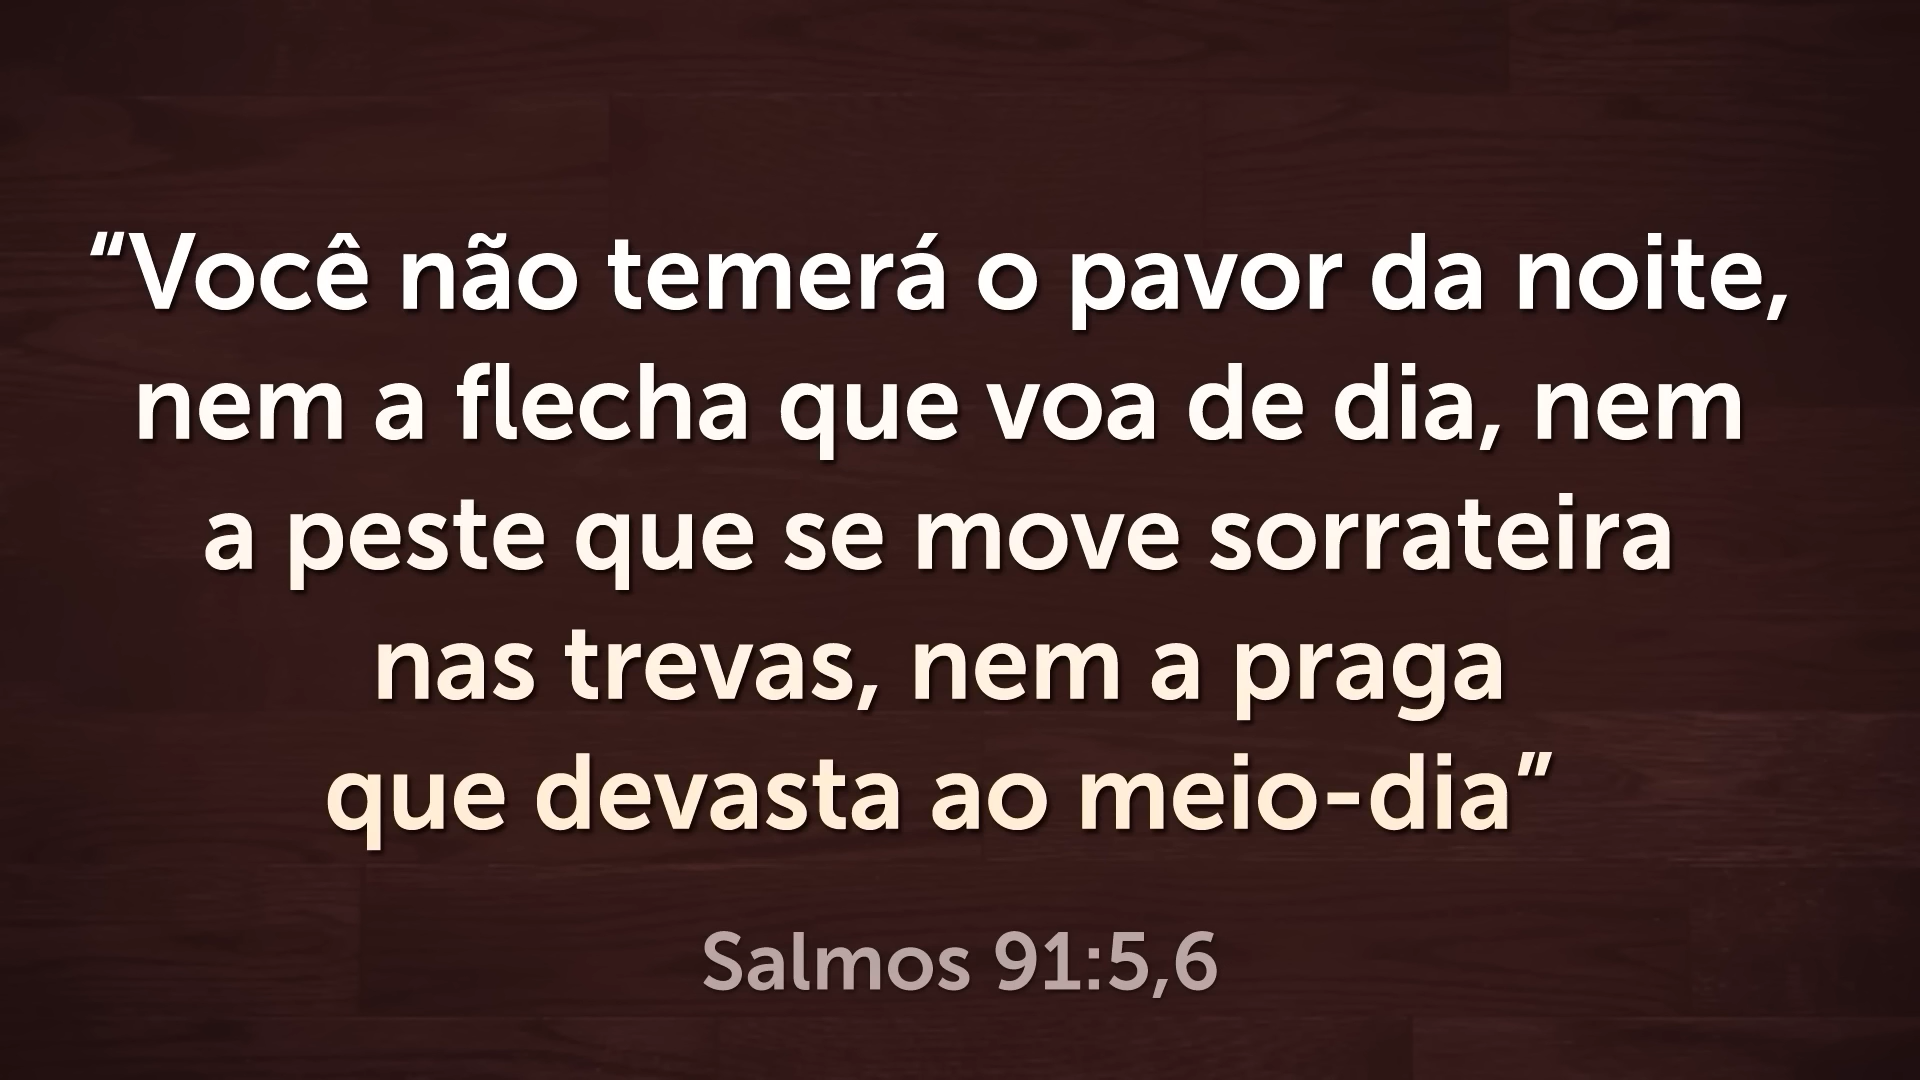 “Você não temerá o pavor da noite,
nem a flecha que voa de dia, nem
a peste que se move sorrateira
nas trevas, nem a praga
que devasta ao meio-dia”
Salmos 91:5,6